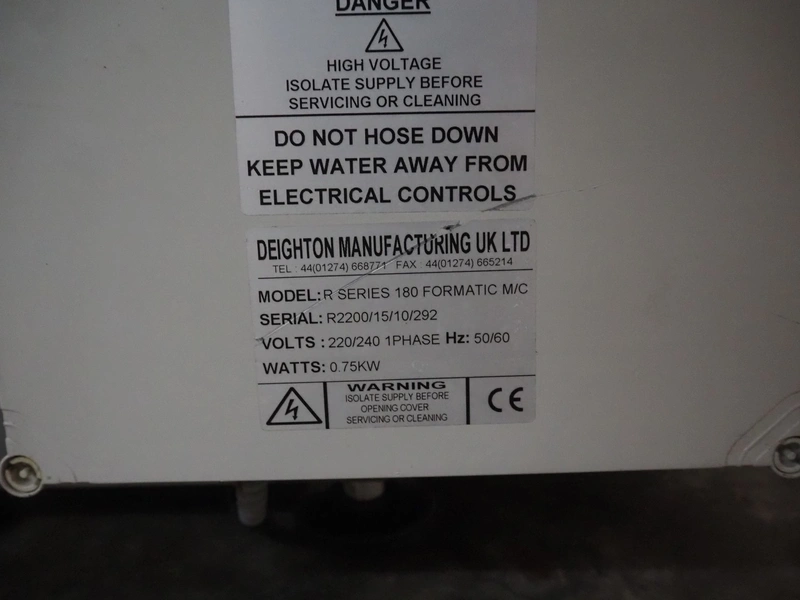 DANGER
HIGH VOLTAGE
ISOLATE SUPPLY BEFORE
SERVICING OR CLEANING
DO NOT HOSE DOWN
KEEP WATER AWAY FROM
ELECTRICAL CONTROLS
DEIGHTON MANUFACTURING UK LTD
TEL : 44(01274) 668771 FAX : 44(01274) 665214
MODEL: R SERIES 180 FORMATIC M/C
SERIAL: R2200/15/10/292
VOLTS : 220/240 1PHASE Hz: 50/60
WATTS: 0.75KW
WARNING
ISOLATE SUPPLY BEFORE
OPENING COVER
SERVICING OR CLEANING
CE